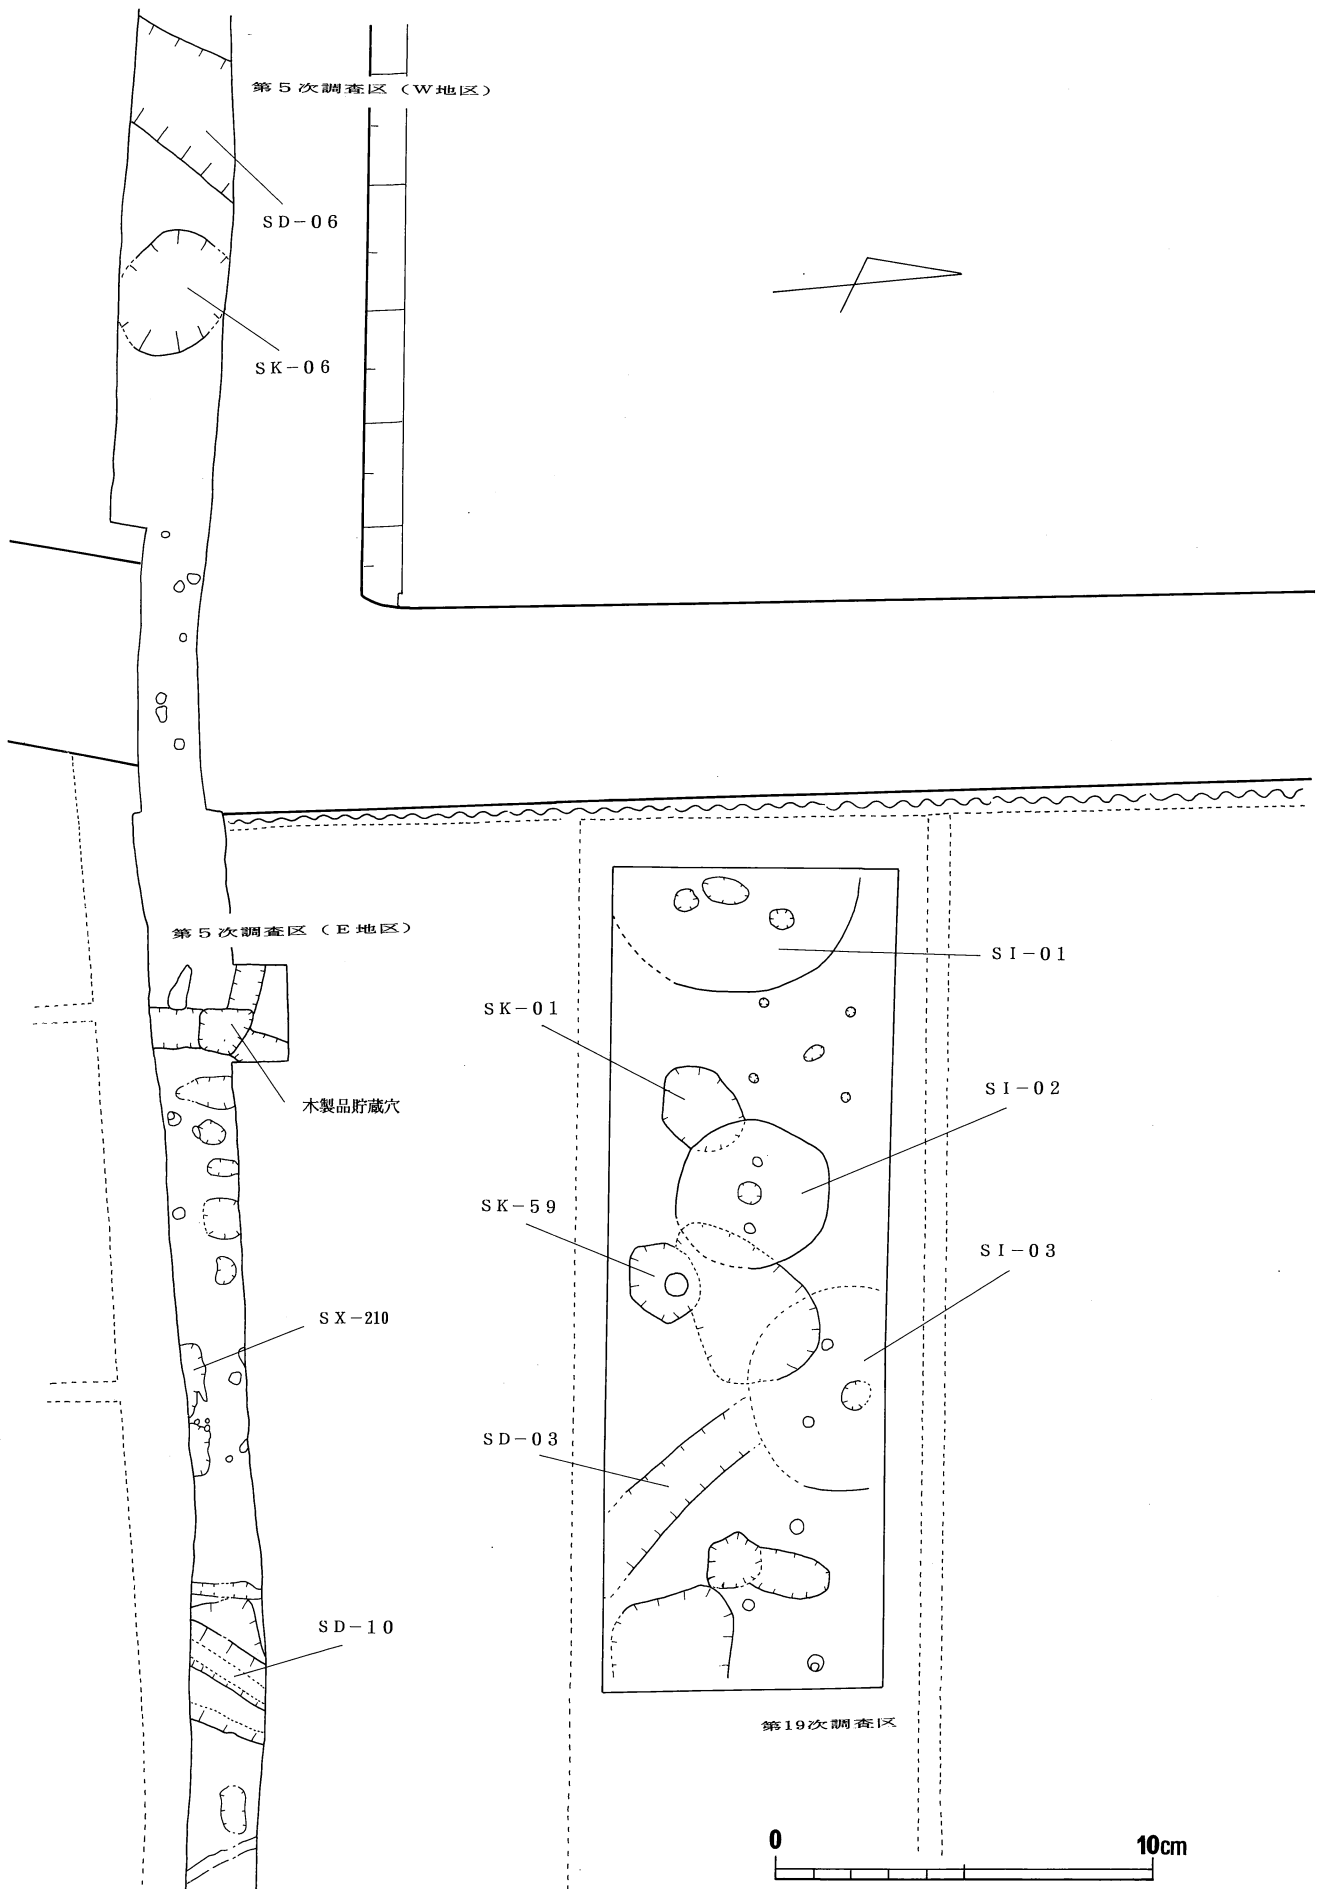 第5次調査区（W地区）
SD-06
SK-06
第5次調査区（E地区）
SI-01
SK-01
SI-02
木製品貯蔵穴
SK-59
SI-03
SX-210
SD-03
SD-10
第19次調査区
0 10cm